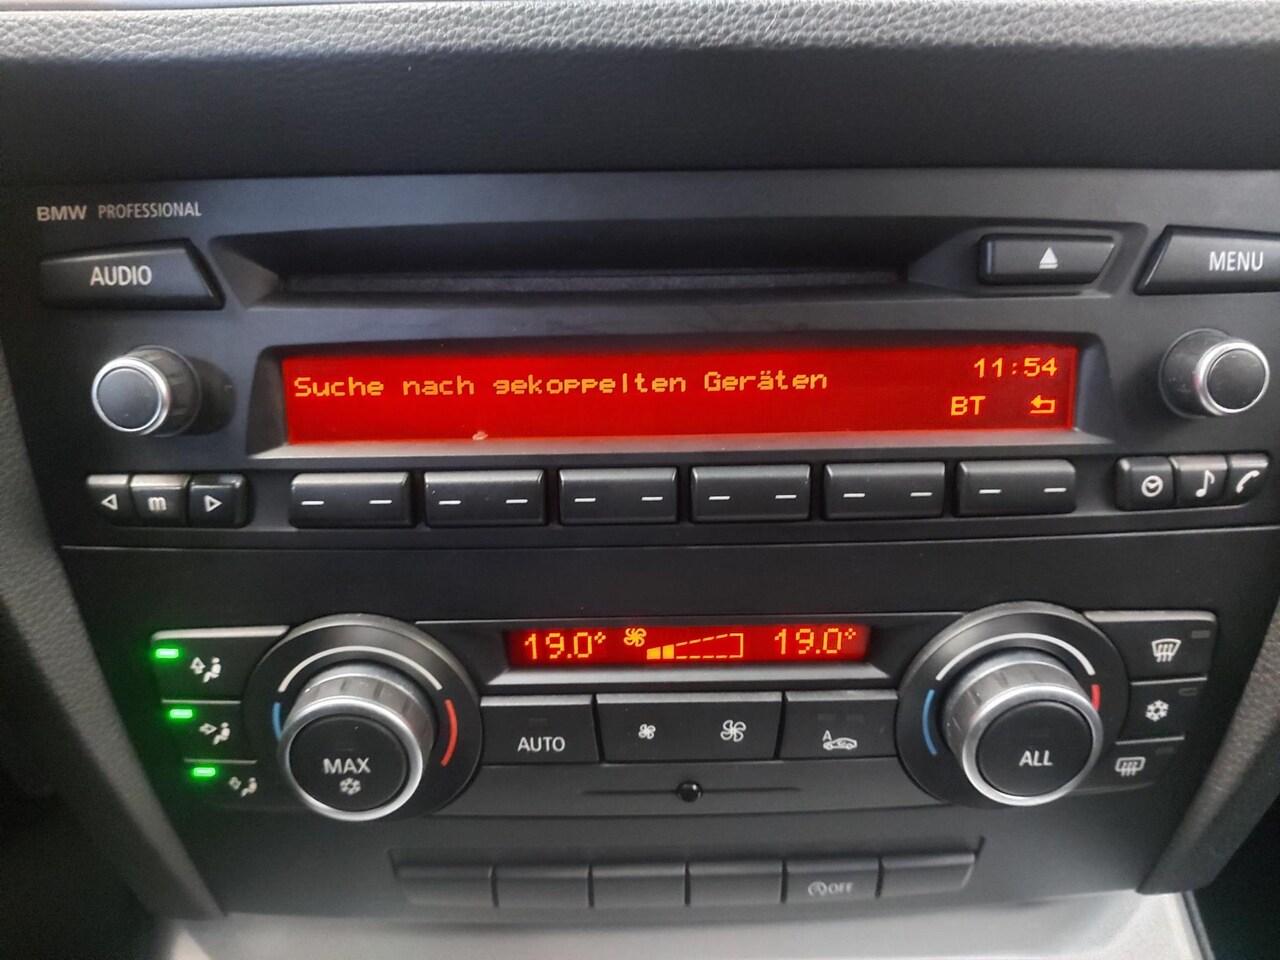 BMW PROFESSIONAL
AUDIO
MENU
Suche nach gekoppelten Geräten
11:54
BT
m
19.0°
19.0°
AUTO
A
MAX
ALL
OFF